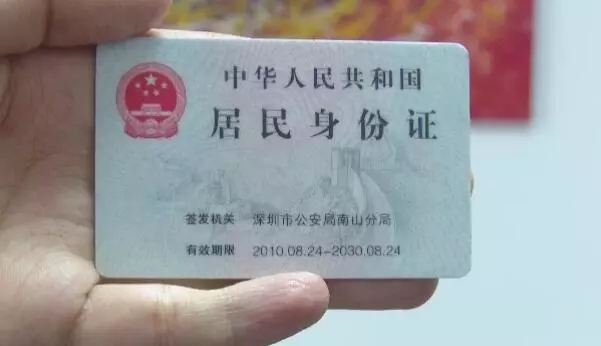 中华人民共和国
居民身份证
签发机关 深圳市公安局南山分局
有效期限 2010.08.24-2030.08.24